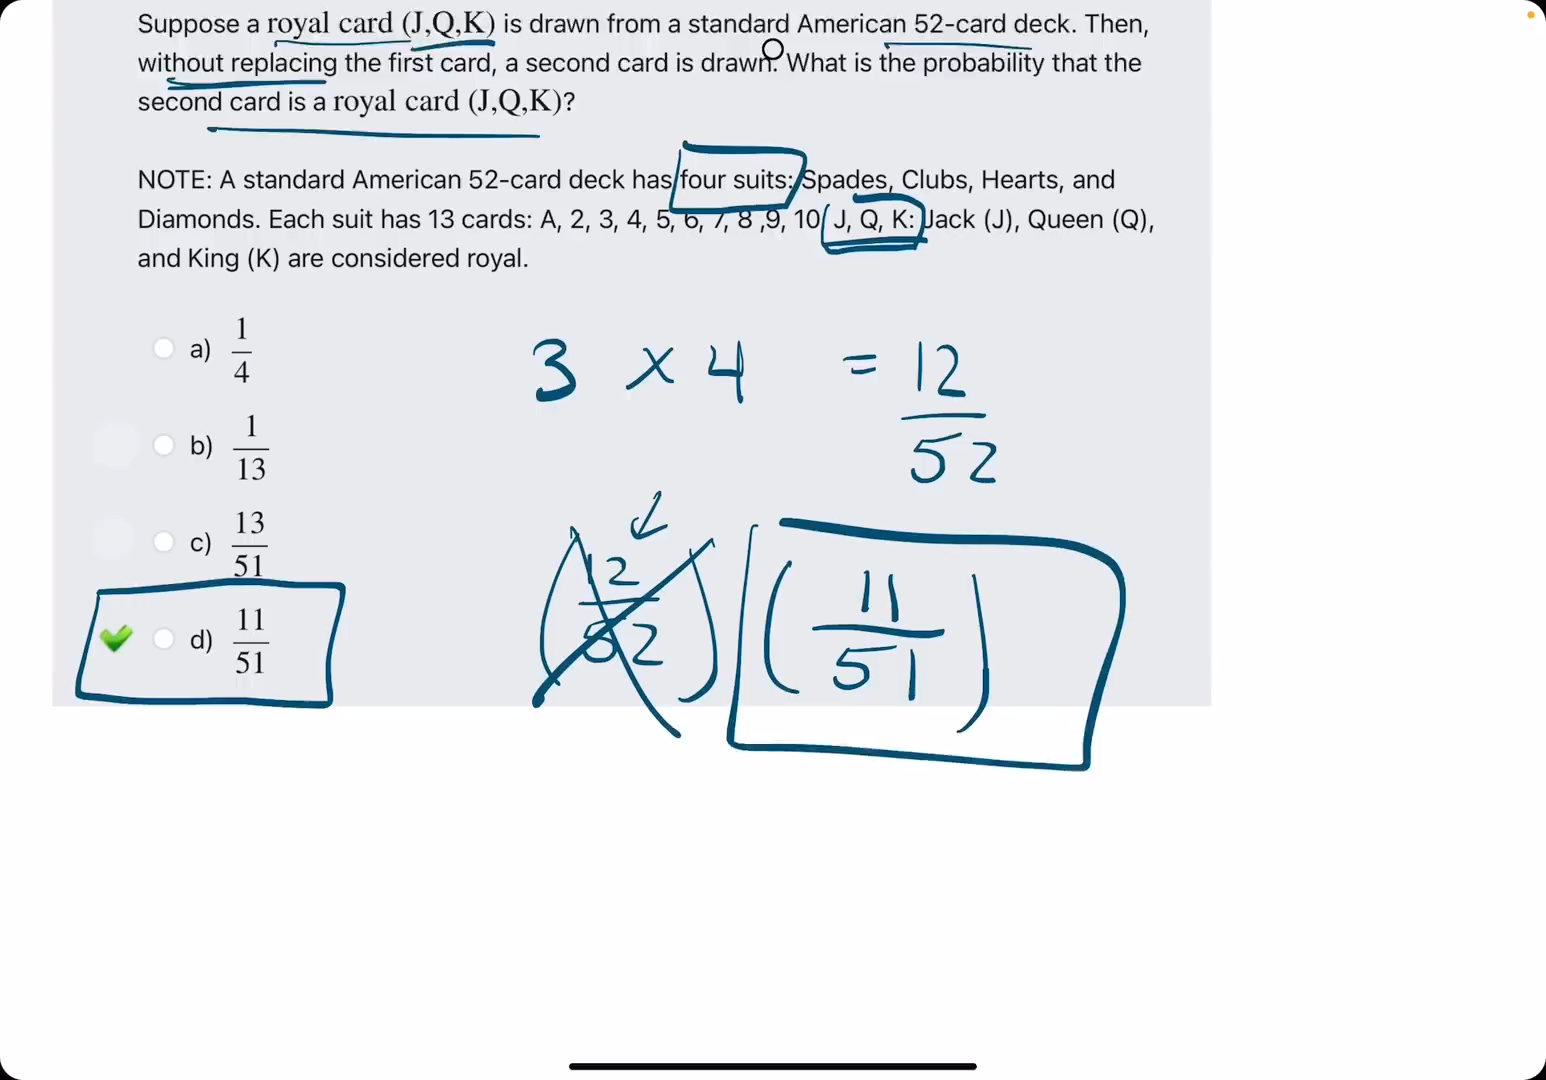 Suppose a royal card (J,Q,K) is drawn from a standard American 52-card deck. Then,
without replacing the first card, a second card is drawn. What is the probability that the
second card is a royal card (J,Q,K)?
NOTE: A standard American 52-card deck has four suits: Spades, Clubs, Hearts, and
Diamonds. Each suit has 13 cards: A, 2, 3, 4, 5, 6, 7, 8 ,9, 10, J, Q, K: Jack (J), Queen (Q),
and King (K) are considered royal.
a) 1/4
b) 1/13
c) 13/51
d) 11/51
3 × 4 = 12/52
(12/52) (11/51)